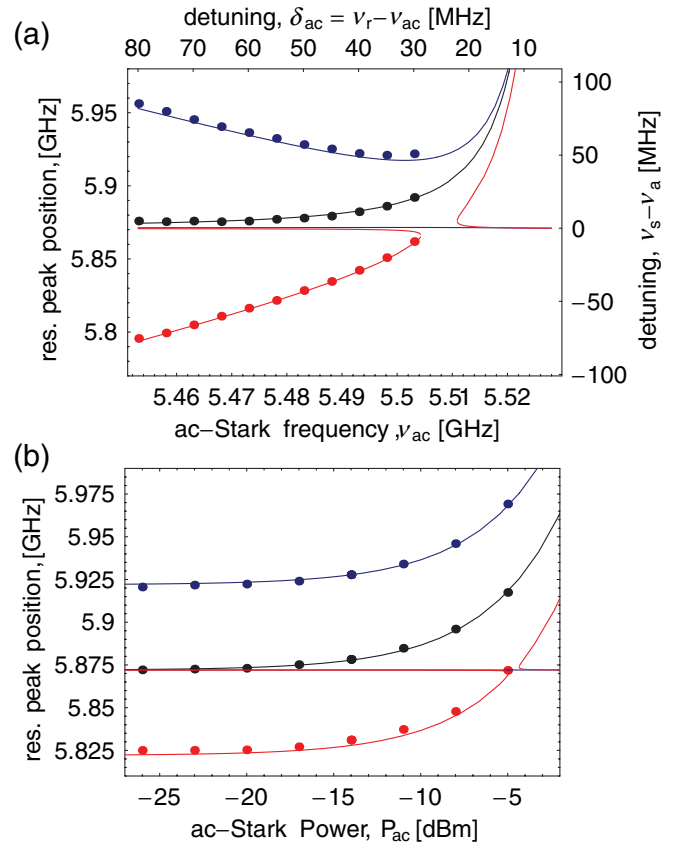 (a)
detuning, δac = νr−νac [MHz]
80 70 60 50 40 30 20 10
res. peak position, [GHz]
5.95
5.9
5.85
5.8
100
50
0
−50
−100
detuning, νs−νa [MHz]
5.46 5.47 5.48 5.49 5.5 5.51 5.52
ac−Stark frequency ,νac [GHz]
(b)
res. peak position, [GHz]
5.975
5.95
5.925
5.9
5.875
5.85
5.825
−25 −20 −15 −10 −5
ac−Stark Power, Pac [dBm]